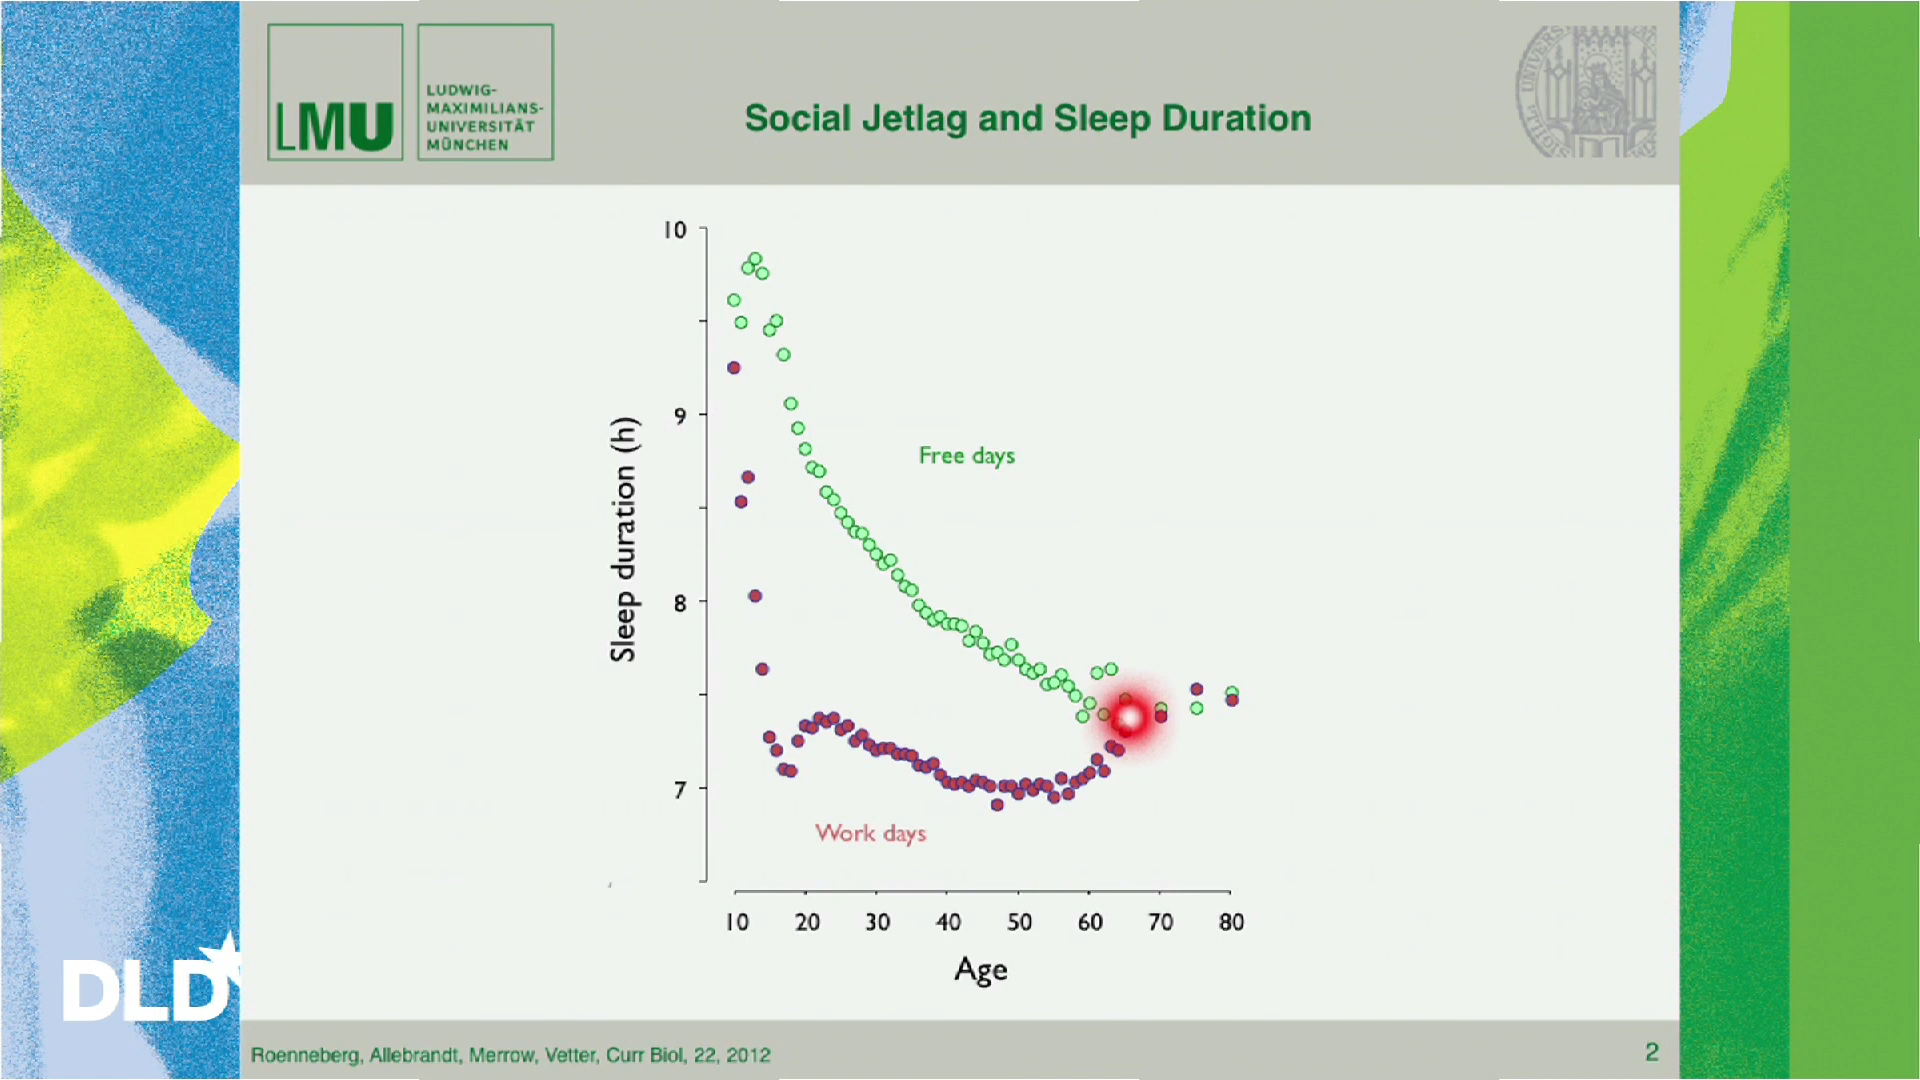 LMU
LUDWIG-
MAXIMILIANS-
UNIVERSITÄT
MÜNCHEN
Social Jetlag and Sleep Duration
10
9
8
7
Sleep duration (h)
Free days
Work days
10 20 30 40 50 60 70 80
Age
DLD
Roenneberg, Allebrandt, Merrow, Vetter, Curr Biol, 22, 2012
2